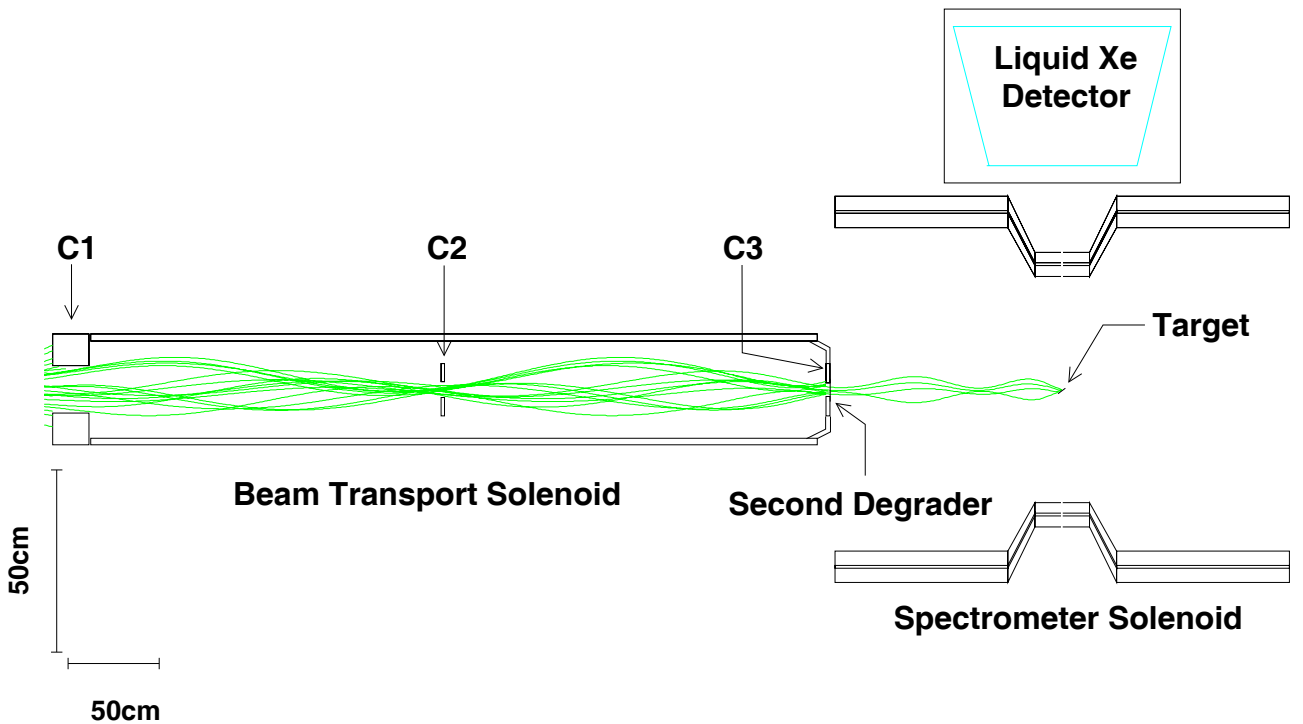 Liquid Xe
Detector
C1
C2
C3
Target
Beam Transport Solenoid
Second Degrader
50cm
Spectrometer Solenoid
50cm